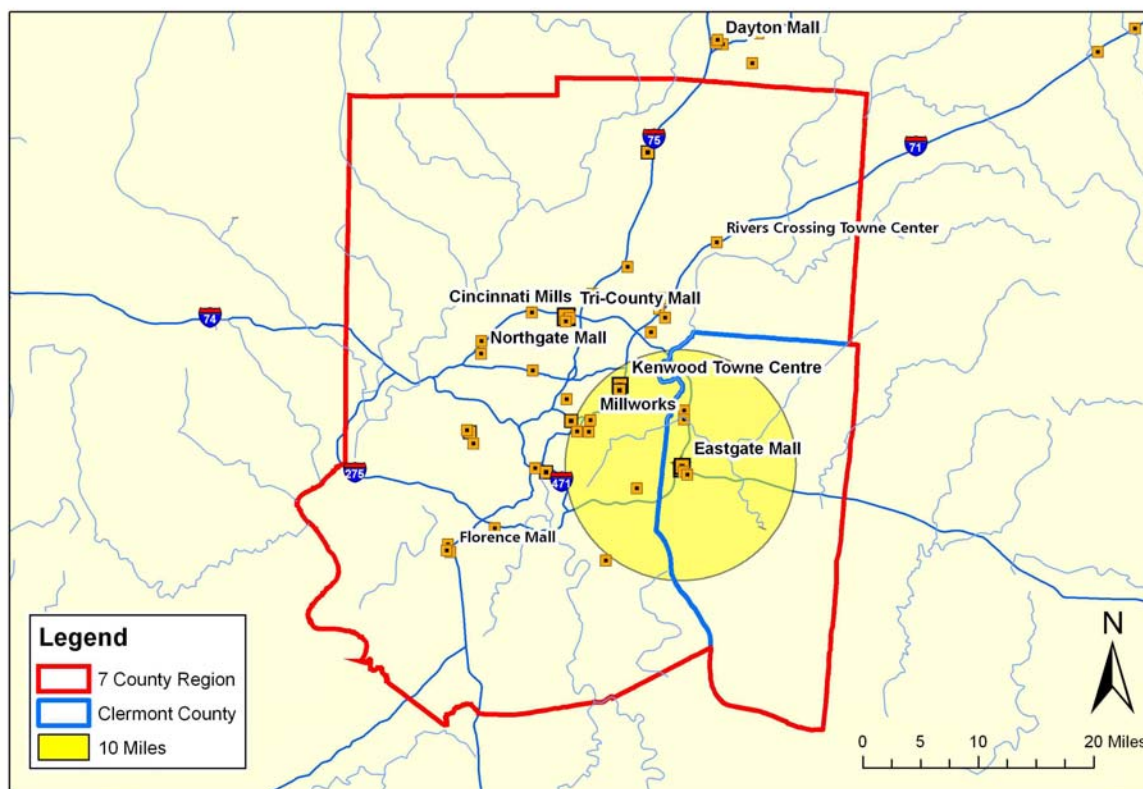 Dayton Mall
75
71
Rivers Crossing Towne Center
Cincinnati Mills
Tri-County Mall
74
Northgate Mall
Kenwood Towne Centre
Millworks
Eastgate Mall
275
471
Florence Mall
Legend
7 County Region
Clermont County
10 Miles
N
0 5 10 20 Miles